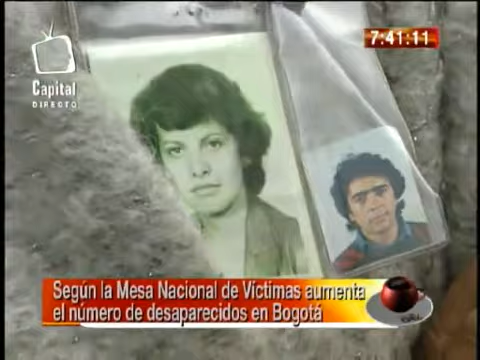 7:41:11
Capital
DIRECTO
Según la Mesa Nacional de Víctimas aumenta
el número de desaparecidos en Bogotá